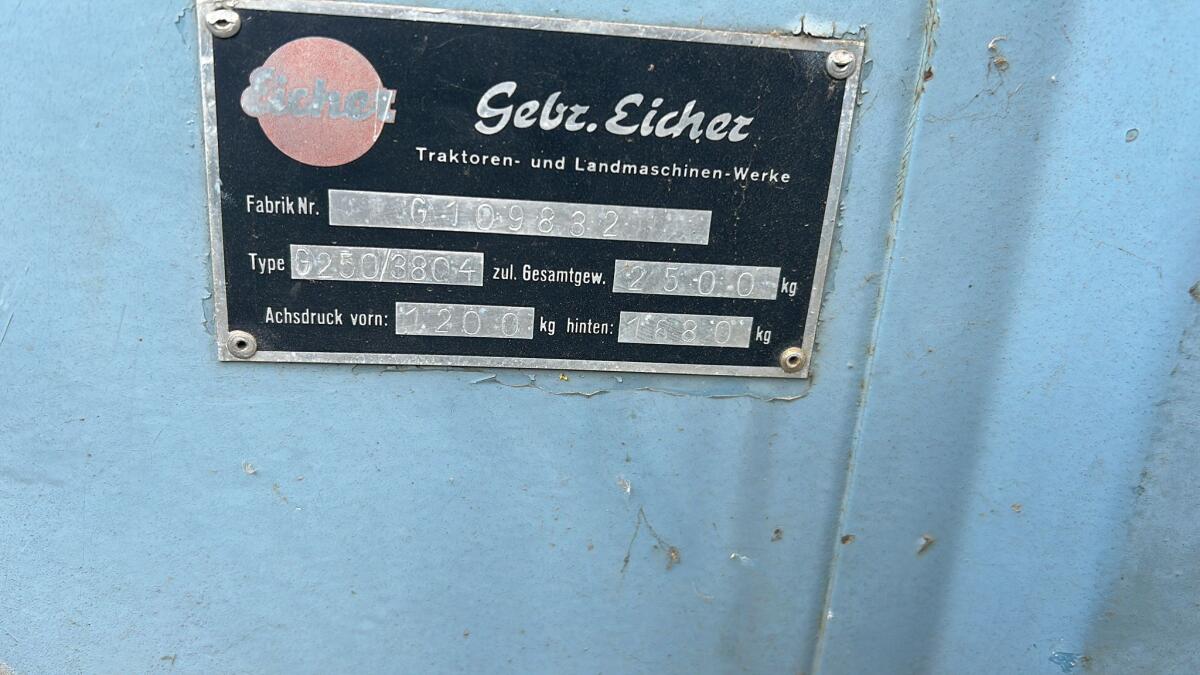 Eicher
Gebr. Eicher
Traktoren- und Landmaschinen-Werke
Fabrik Nr. G109832
Type G250/3804 zul. Gesamtgew. 2500 kg
Achsdruck vorn: 1200 kg hinten: 1680 kg